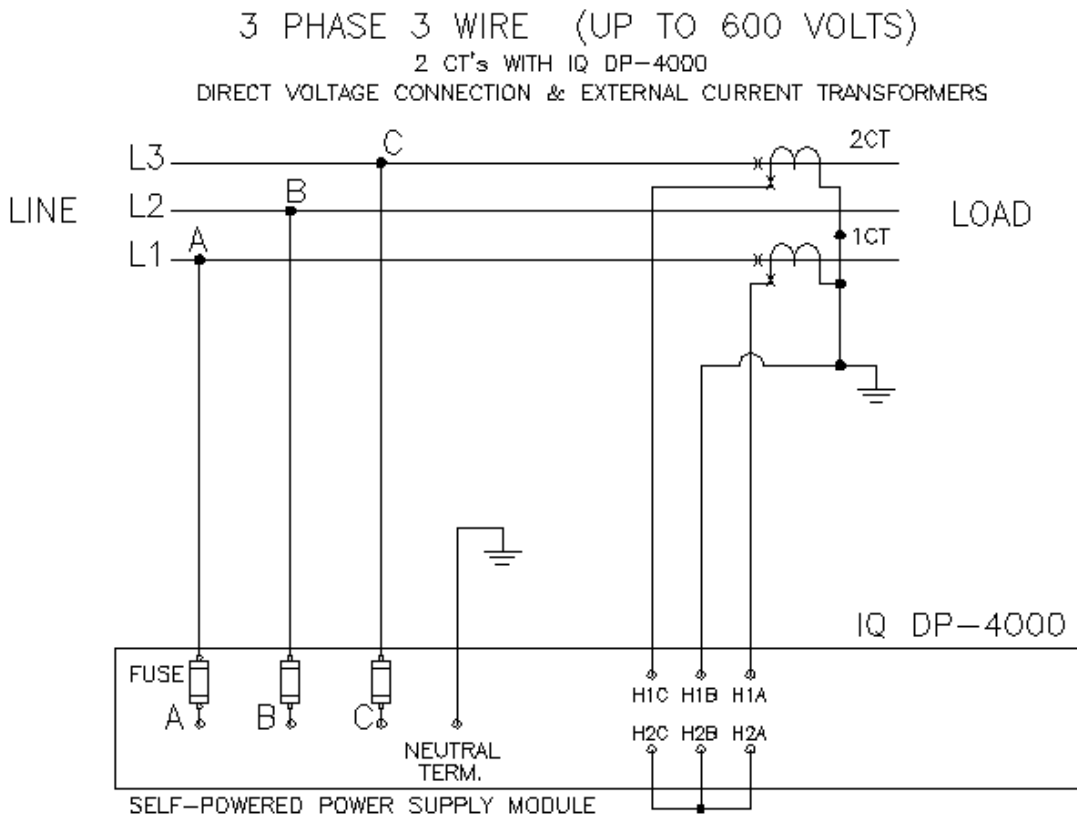 3 PHASE 3 WIRE (UP TO 600 VOLTS)
2 CT's WITH IQ DP-4000
DIRECT VOLTAGE CONNECTION & EXTERNAL CURRENT TRANSFORMERS
C
2CT
L3
B
LINE
L2
LOAD
A
1CT
L1
IQ DP-4000
FUSE
H1C H1B H1A
A
B
C
H2C H2B H2A
NEUTRAL
TERM.
SELF-POWERED POWER SUPPLY MODULE